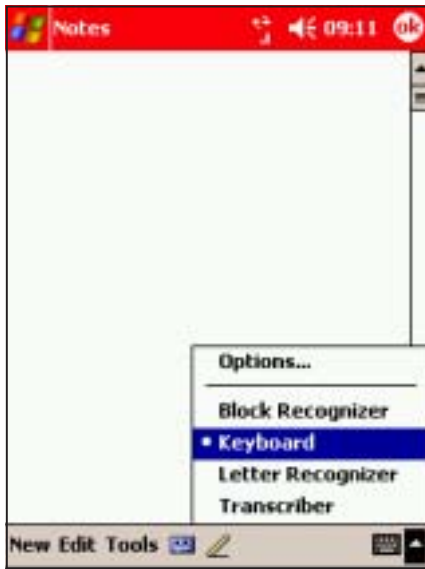 Notes 09:11 ok
Options...
Block Recognizer
Keyboard
Letter Recognizer
Transcriber
New Edit Tools